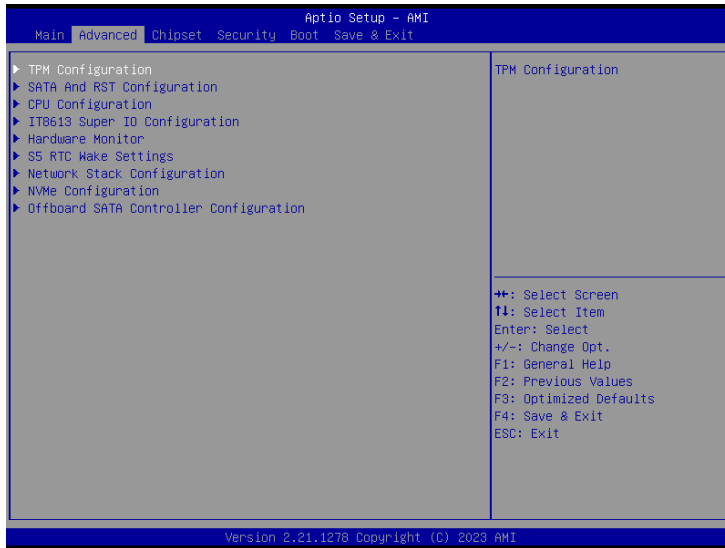 Aptio Setup – AMI
Main Advanced Chipset Security Boot Save & Exit
TPM Configuration
SATA And RST Configuration
CPU Configuration
IT8613 Super IO Configuration
Hardware Monitor
S5 RTC Wake Settings
Network Stack Configuration
NVMe Configuration
Offboard SATA Controller Configuration
TPM Configuration
→←: Select Screen
↑↓: Select Item
Enter: Select
+/-: Change Opt.
F1: General Help
F2: Previous Values
F3: Optimized Defaults
F4: Save & Exit
ESC: Exit
Version 2.21.1278 Copyright (C) 2023 AMI